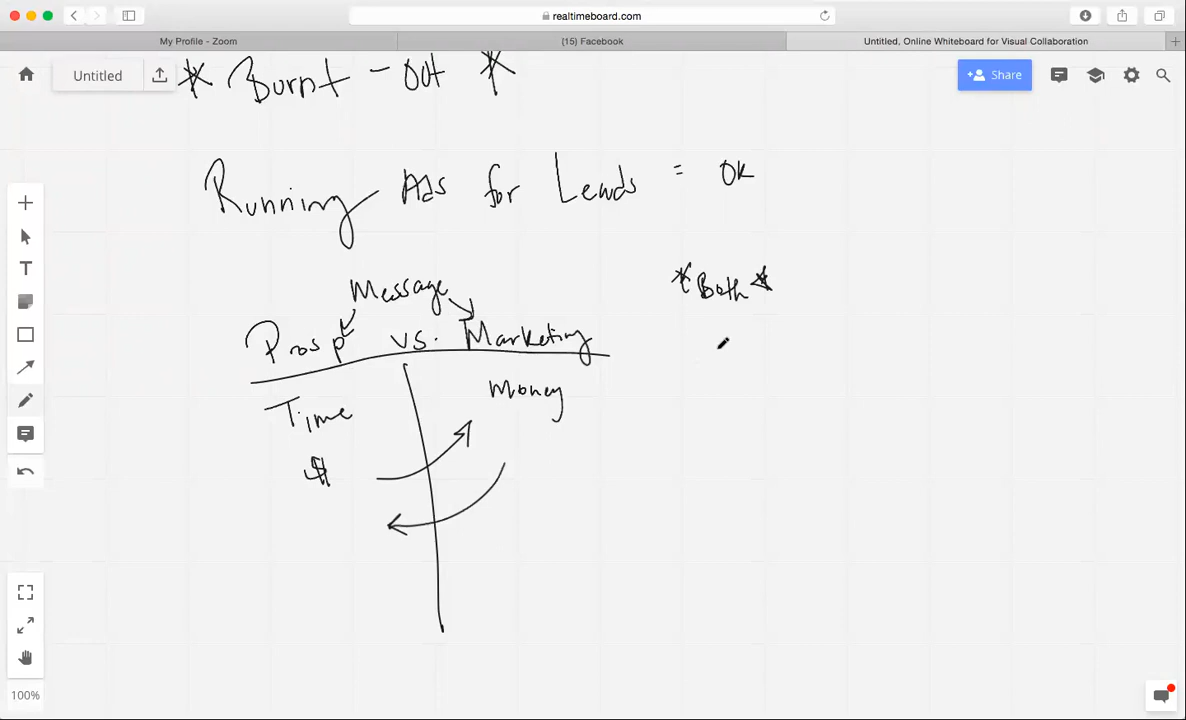 realtimeboard.com
My Profile - Zoom
(15) Facebook
Untitled, Online Whiteboard for Visual Collaboration
Untitled
Share
* Burnt - Out *
Running Ads for Leads = OK
Message
*Both*
Prosp vs. Marketing
Money
Time
$
100%